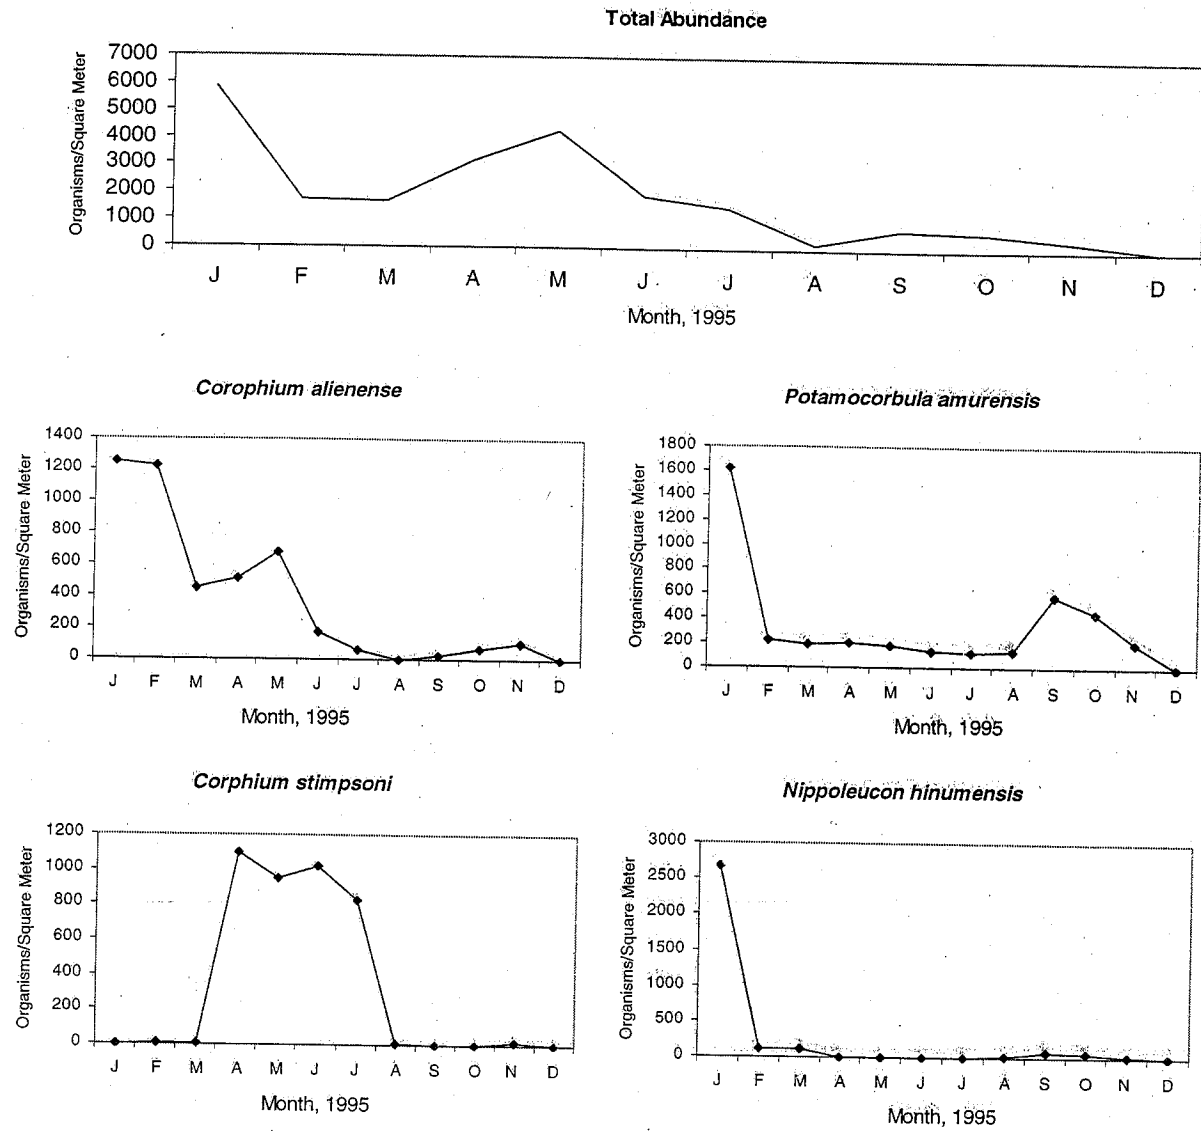 Total Abundance
Organisms/Square Meter
7000
6000
5000
4000
3000
2000
1000
0
J F M A M J J A S O N D
Month, 1995
Corophium alienense
Organisms/Square Meter
1400
1200
1000
800
600
400
200
0
J F M A M J J A S O N D
Month, 1995
Potamocorbula amurensis
Organisms/Square Meter
1800
1600
1400
1200
1000
800
600
400
200
0
J F M A M J J A S O N D
Month, 1995
Corphium stimpsoni
Organisms/Square Meter
1200
1000
800
600
400
200
0
J F M A M J J A S O N D
Month, 1995
Nippoleucon hinumensis
Organisms/Square Meter
3000
2500
2000
1500
1000
500
0
J F M A M J J A S O N D
Month, 1995